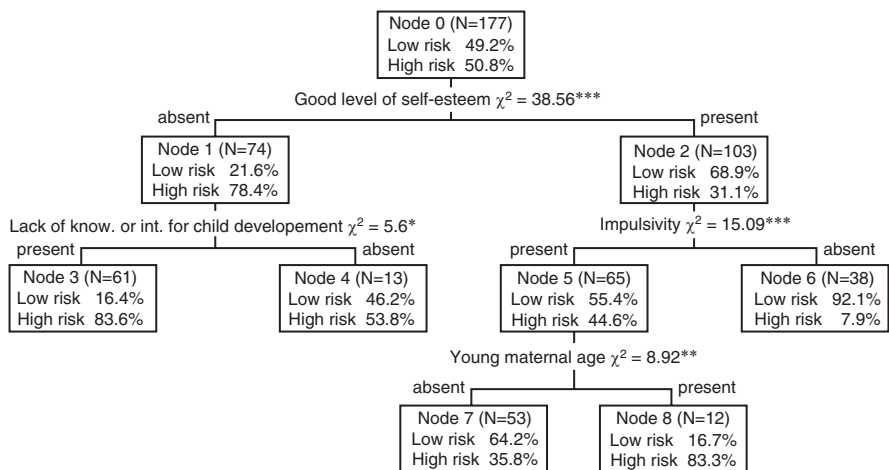 Node 0 (N=177)
Low risk 49.2%
High risk 50.8%
Good level of self-esteem χ² = 38.56***
absent
present
Node 1 (N=74)
Low risk 21.6%
High risk 78.4%
Node 2 (N=103)
Low risk 68.9%
High risk 31.1%
Lack of know. or int. for child developement χ² = 5.6*
present
absent
Impulsivity χ² = 15.09***
present
absent
Node 3 (N=61)
Low risk 16.4%
High risk 83.6%
Node 4 (N=13)
Low risk 46.2%
High risk 53.8%
Node 5 (N=65)
Low risk 55.4%
High risk 44.6%
Node 6 (N=38)
Low risk 92.1%
High risk 7.9%
Young maternal age χ² = 8.92**
absent
present
Node 7 (N=53)
Low risk 64.2%
High risk 35.8%
Node 8 (N=12)
Low risk 16.7%
High risk 83.3%